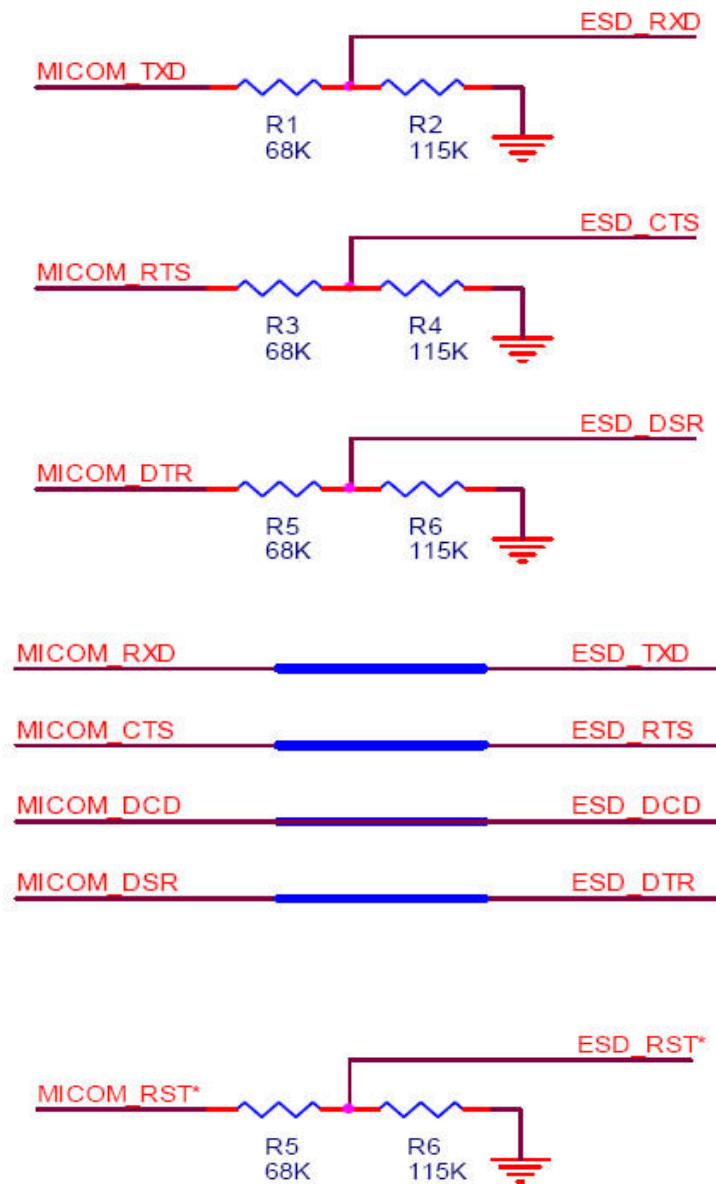 ESD_RXD
MICOM_TXD
R1 R2
68K 115K
ESD_CTS
MICOM_RTS
R3 R4
68K 115K
ESD_DSR
MICOM_DTR
R5 R6
68K 115K
MICOM_RXD ESD_TXD
MICOM_CTS ESD_RTS
MICOM_DCD ESD_DCD
MICOM_DSR ESD_DTR
ESD_RST*
MICOM_RST*
R5 R6
68K 115K